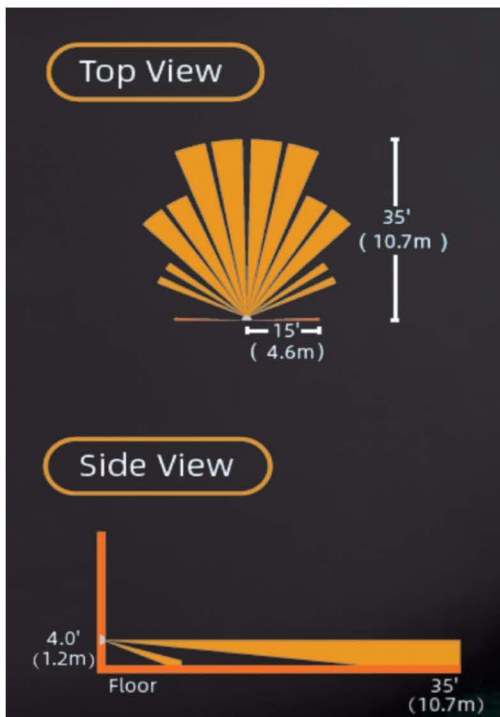 Top View
35'
( 10.7m )
15'
( 4.6m)
Side View
4.0'
(1.2m)
Floor
35'
(10.7m)